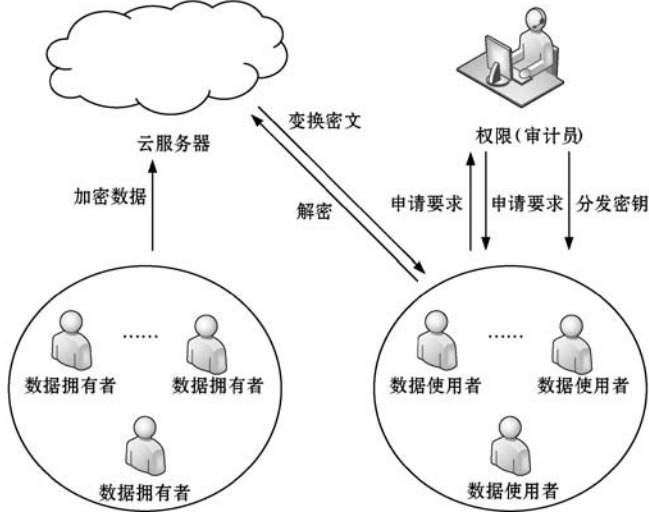 变换密文
云服务器
权限(审计员)
加密数据
解密
申请要求
申请要求
分发密钥
……
……
数据拥有者
数据拥有者
数据使用者
数据使用者
数据拥有者
数据使用者